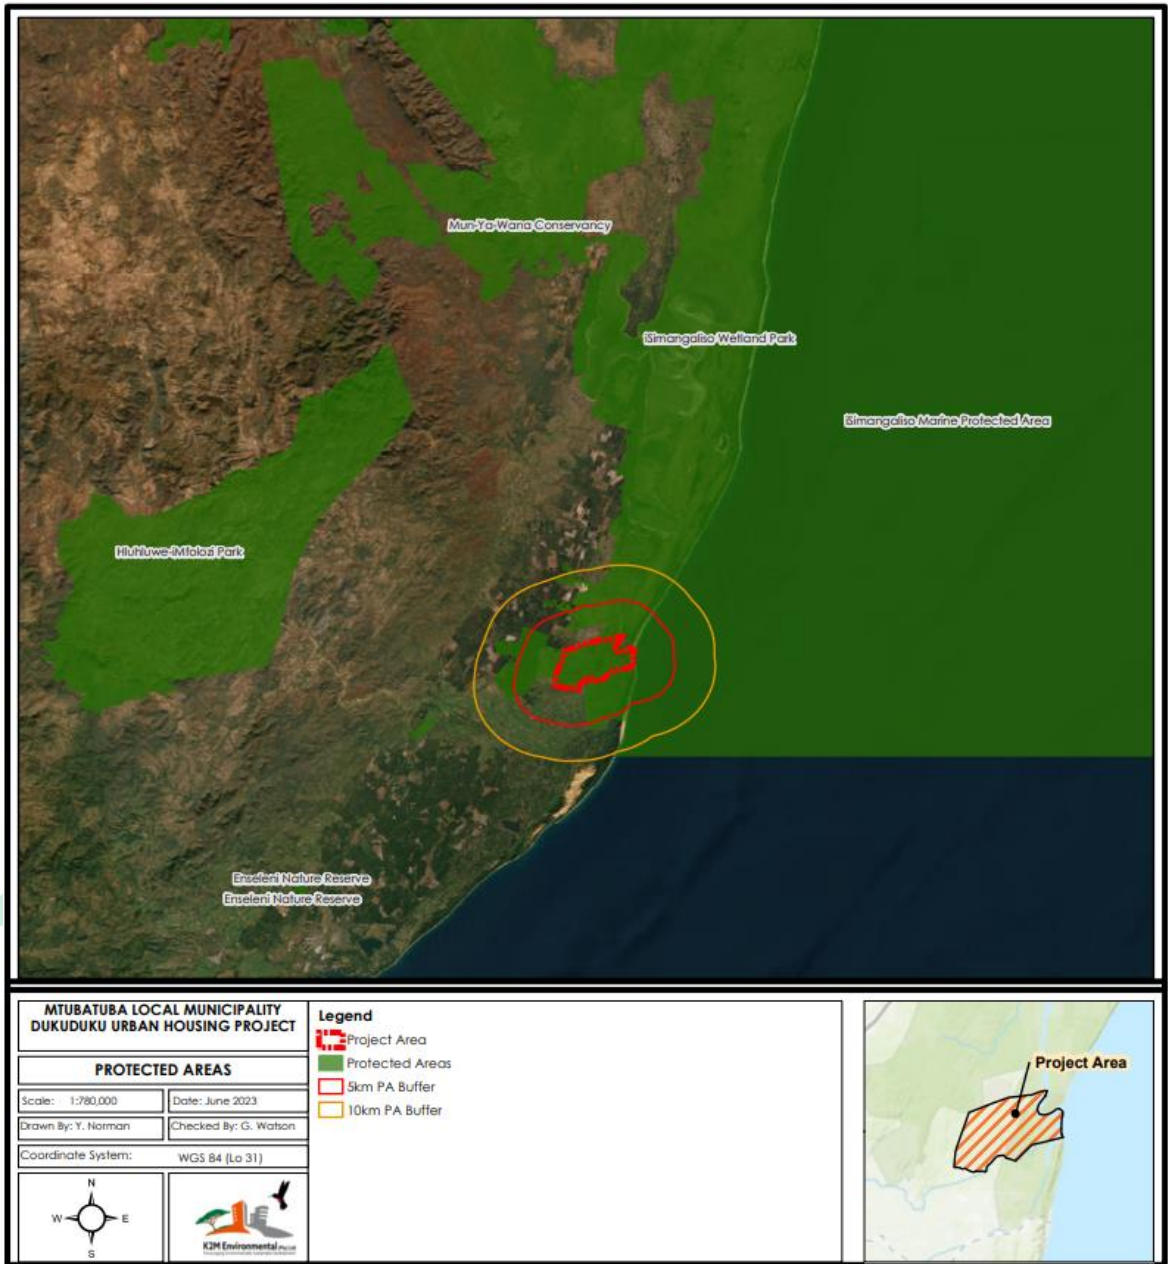 Mun-Ya-Wana Conservancy
iSimangaliso Wetland Park
iSimangaliso Marine Protected Area
Hluhluwe-iMfolozi Park
Enseleni Nature Reserve
Enseleni Nature Reserve
MTUBATUBA LOCAL MUNICIPALITY
DUKUDUKU URBAN HOUSING PROJECT
PROTECTED AREAS
Scale: 1:780,000
Date: June 2023
Drawn By: Y. Norman
Checked By: G. Watson
Coordinate System: WGS 84 (Lo 31)
N
W E
S
K2M Environmental
Legend
Project Area
Protected Areas
5km PA Buffer
10km PA Buffer
Project Area